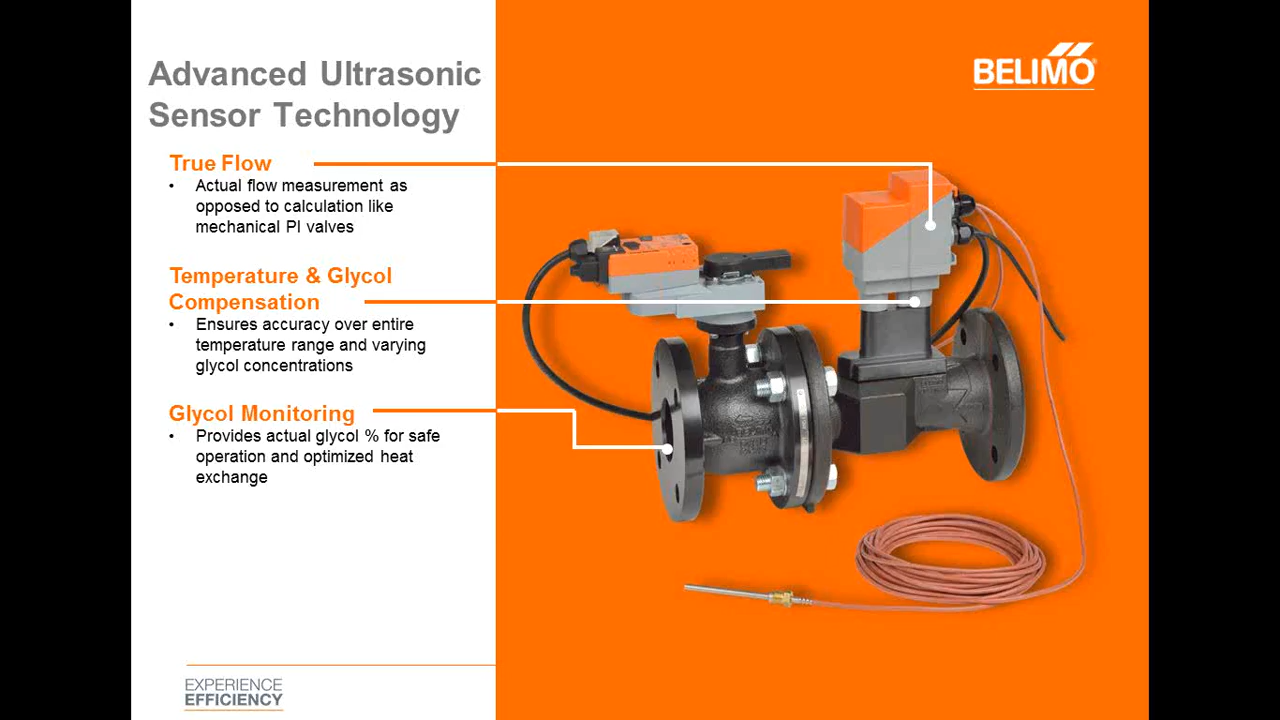 Advanced Ultrasonic
Sensor Technology
BELIMO
True Flow
• Actual flow measurement as
opposed to calculation like
mechanical PI valves
Temperature & Glycol
Compensation
• Ensures accuracy over entire
temperature range and varying
glycol concentrations
Glycol Monitoring
• Provides actual glycol % for safe
operation and optimized heat
exchange
EXPERIENCE
EFFICIENCY